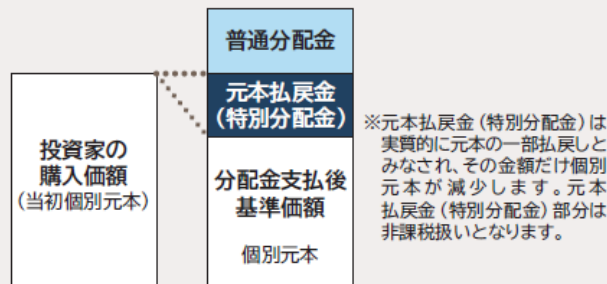 普通分配金
元本払戻金
(特別分配金)
投資家の
購入価額
(当初個別元本)
分配金支払後
基準価額
個別元本
※元本払戻金(特別分配金)は
実質的に元本の一部払戻しと
みなされ、その金額だけ個別
元本が減少します。元本
払戻金(特別分配金)部分は
非課税扱いとなります。